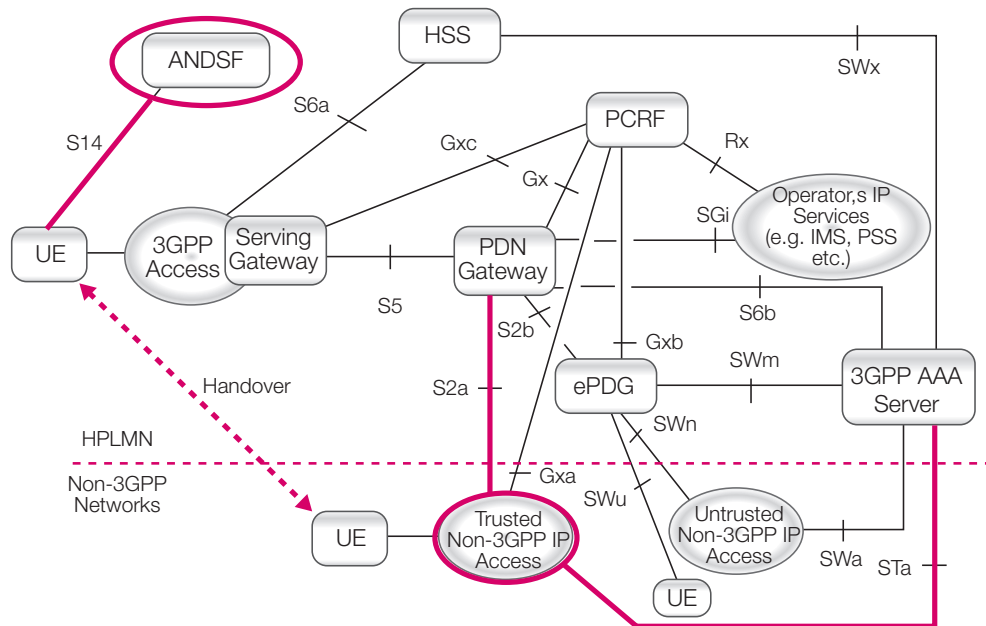 HSS
ANDSF
SWx
S6a
PCRF
S14
Gxc
Rx
Gx
Operator,s IP
Services
(e.g. IMS, PSS
etc.)
SGi
UE
3GPP
Access
Serving
Gateway
PDN
Gateway
S5
S2b
S6b
Gxb
SWm
Handover
S2a
ePDG
3GPP AAA
Server
SWn
HPLMN
Non-3GPP
Networks
Gxa
SWu
UE
Trusted
Non-3GPP IP
Access
Untrusted
Non-3GPP IP
Access
SWa
STa
UE